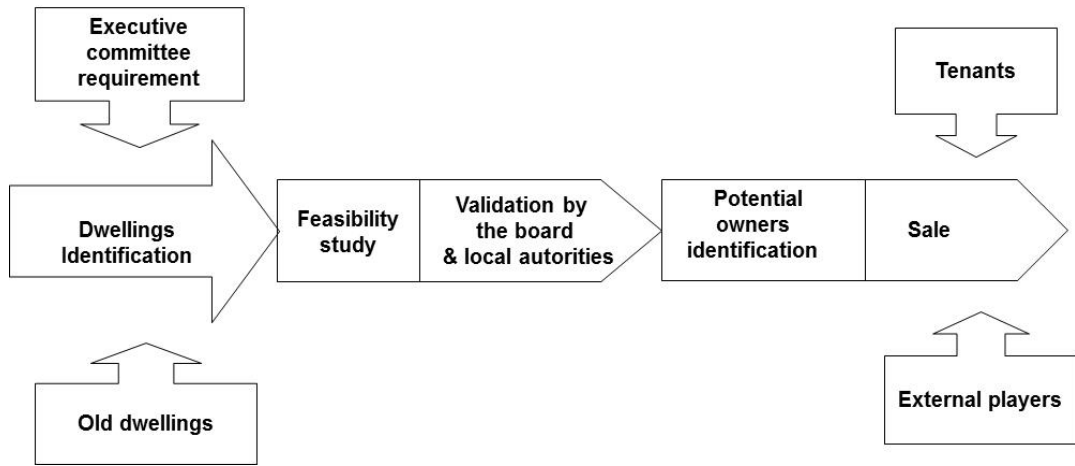 Executive
committee
requirement
Tenants
Dwellings
Identification
Feasibility
study
Validation by
the board
& local autorities
Potential
owners
identification
Sale
Old dwellings
External players